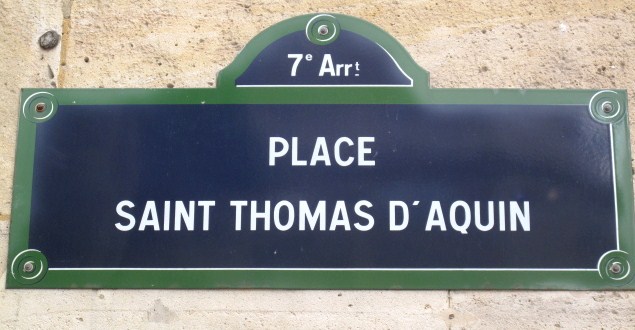 7e Arrt.
PLACE
SAINT THOMAS D'AQUIN